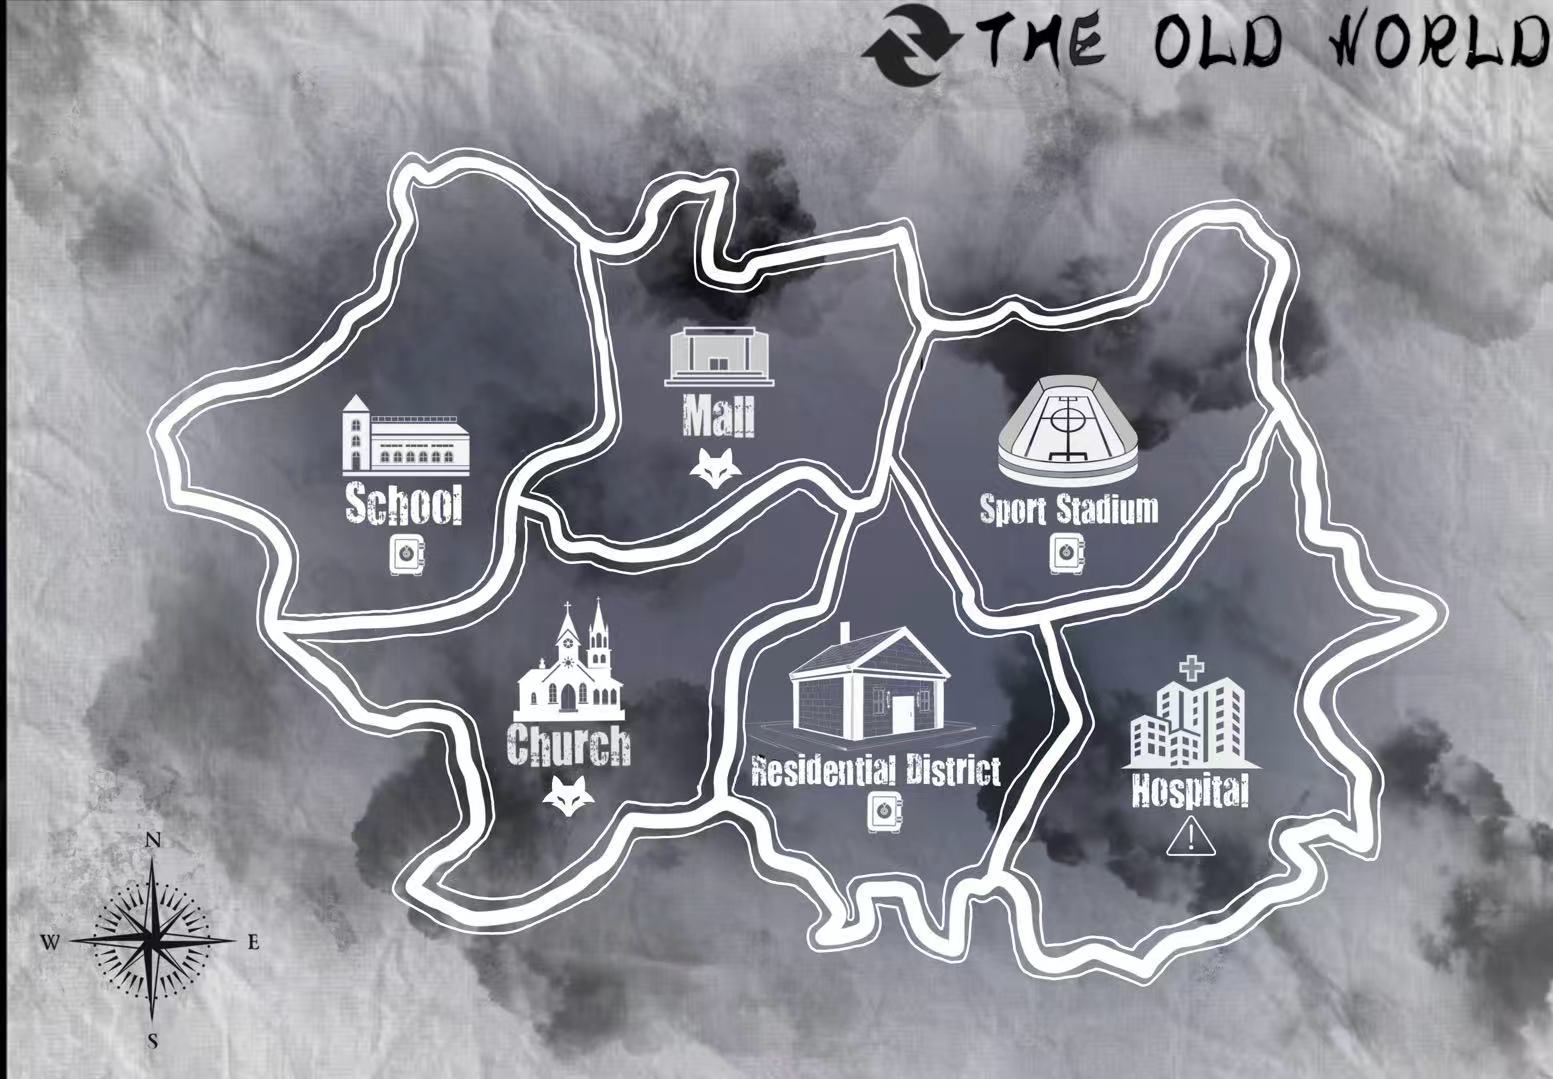 THE OLD WORLD
Mall
School
Sport Stadium
Church
Residential District
Hospital
!
N
W E
S